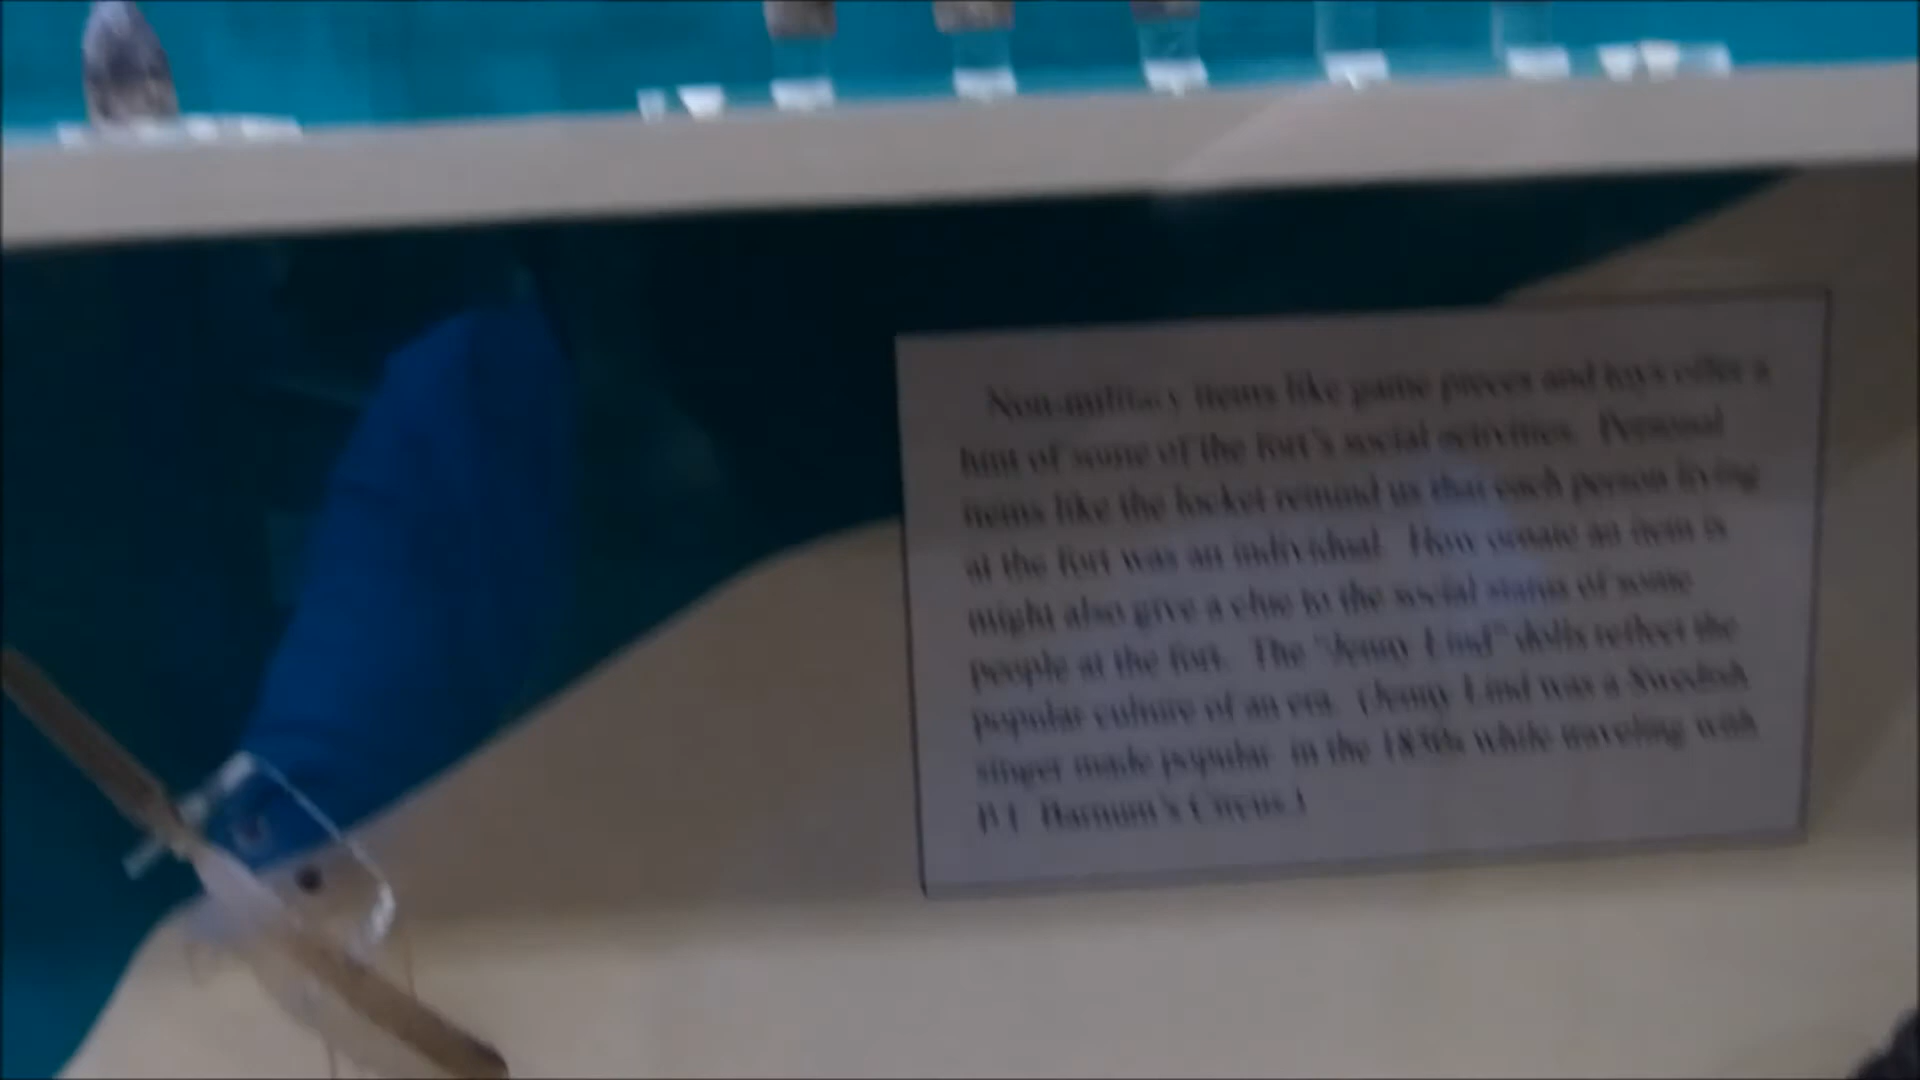 Non-military items like game pieces and toys offer a
hint of some of the fort's social activities. Personal
items like the locket remind us that each person living
at the fort was an individual. How ornate an item is
might also give a clue to the social status of some
people at the fort. The "Jenny Lind" dolls reflect the
popular culture of an era. (Jenny Lind was a Swedish
singer made popular in the while traveling with
P.T. Barnum's Circus.)